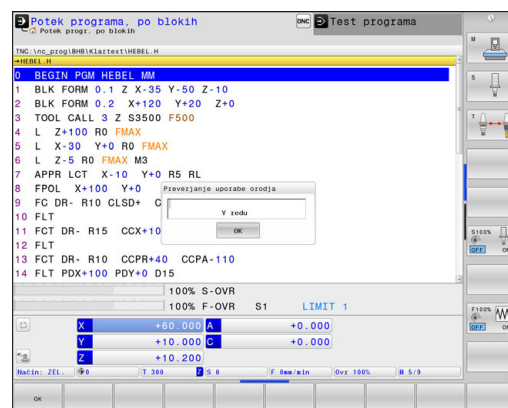 Potek programa, po blokih
Potek progr. po blokih
DNC
Test programa
TNC:\nc_prog\BHB\Klartext\HEBEL.H
→HEBEL.H
0 BEGIN PGM HEBEL MM
1 BLK FORM 0.1 Z X-35 Y-50 Z-10
2 BLK FORM 0.2 X+120 Y+20 Z+0
3 TOOL CALL 3 Z S3500 F500
4 L Z+100 R0 FMAX
5 L X-30 Y+0 R0 FMAX
6 L Z-5 R0 FMAX M3
7 APPR LCT X-10 Y+0 R5 RL
8 FPOL X+100 Y+0
9 FC DR- R10 CLSD+ C
10 FLT
11 FCT DR- R15 CCX+10
12 FLT
13 FCT DR- R10 CCPR+40 CCPA-110
14 FLT PDX+100 PDY+0 D15
Preverjanje uporabe orodja
V redu
OK
100% S-OVR
100% F-OVR S1 LIMIT 1
X +60.000 A +0.000
Y +10.000 C +0.000
Z +10.200
Način: ŽEL. 0 T 300 Z S 0 F 0mm/min Ovr 100% M 5/9
OK
M
S
T
S100%
OFF ON
F100%
OFF ON